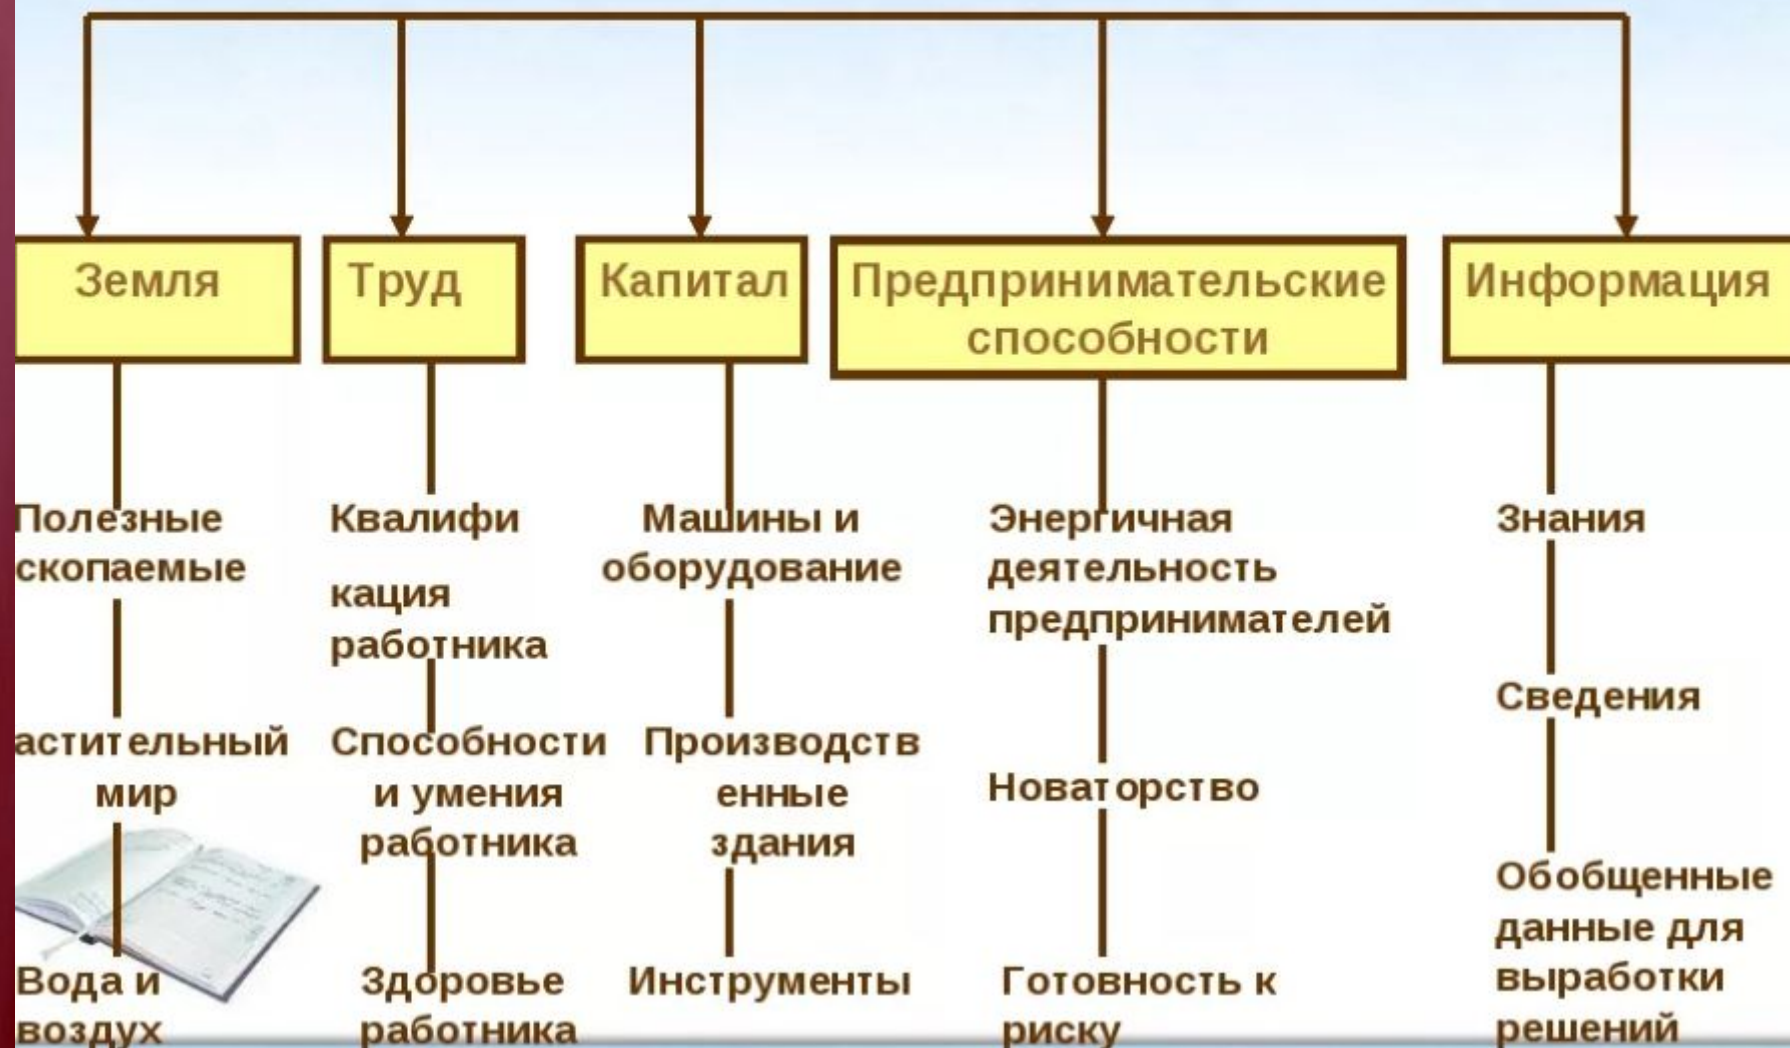 Земля
Труд
Капитал
Предпринимательские
способности
Информация
Полезные
скопаемые
астительный
мир
Вода и
воздух
Квалифи
кация
работника
Способности
и умения
работника
Здоровье
работника
Машины и
оборудование
Производств
енные
здания
Инструменты
Энергичная
деятельность
предпринимателей
Новаторство
Готовность к
риску
Знания
Сведения
Обобщенные
данные для
выработки
решений